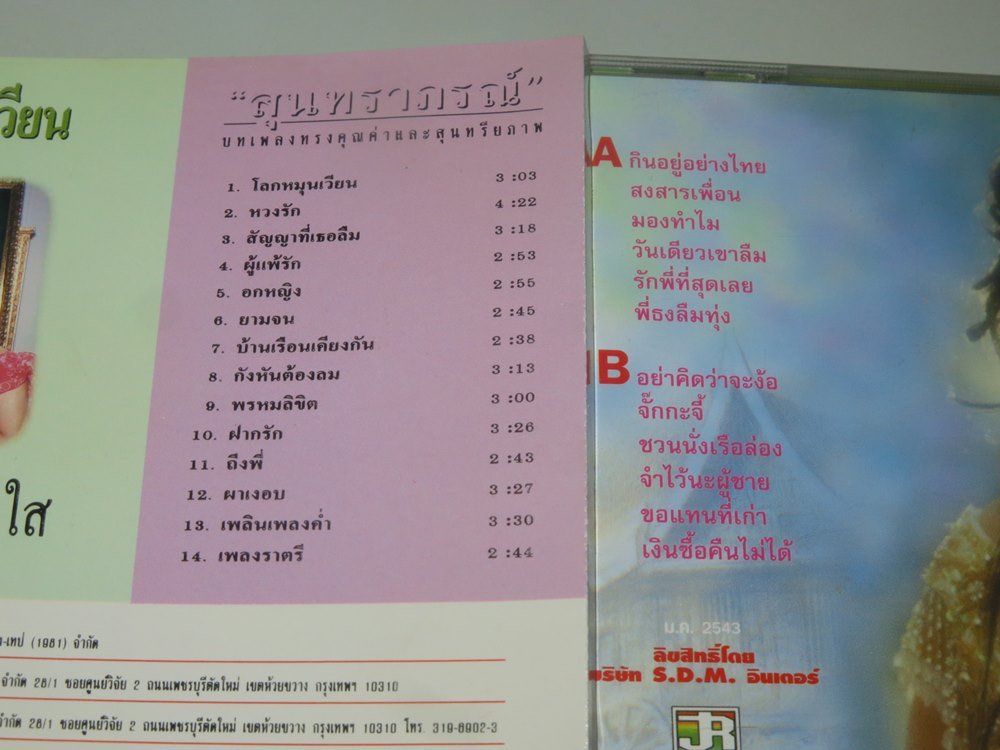 วียน
ใส
"สุนทราภรณ์"
บทเพลงทรงคุณค่าและสุนทรียภาพ
1. โลกหมุนเวียน 3 :03
2. หวงรัก 4 :22
3. สัญญาที่เธอลืม 3 :18
4. ผู้แพ้รัก 2 :53
5. อกหญิง 2 :55
6. ยามจน 2 :45
7. บ้านเรือนเคียงกัน 2 :38
8. กังหันต้องลม 3 :13
9. พรหมลิขิต 3 :00
10. ฝากรัก 3 :26
11. ถึงพี่ 2 :43
12. ผาเงอบ 3 :27
13. เพลินเพลงค่ำ 3 :30
14. เพลงราตรี 2 :44
-เทป (1981) จำกัด
จำกัด 28/1 ซอยศูนย์วิจัย 2 ถนนเพชรบุรีตัดใหม่ เขตห้วยขวาง กรุงเทพฯ 10310
จำกัด 28/1 ซอยศูนย์วิจัย 2 ถนนเพชรบุรีตัดใหม่ เขตห้วยขวาง กรุงเทพฯ 10310 โทร. 319-6902-3
A กินอยู่อย่างไทย
สงสารเพื่อน
มองทำไม
วันเดียวเขาลืม
รักพี่ที่สุดเลย
พี่ธงลืมทุ่ง
B อย่าคิดว่าจะง้อ
จั๊กกะจี้
ชวนนั่งเรือล่อง
จำไว้นะผู้ชาย
ขอแทนที่เก่า
เงินซื้อคืนไม่ได้
ม.ค. 2543
ลิขสิทธิ์โดย
บริษัท S.D.M. อินเตอร์
JR